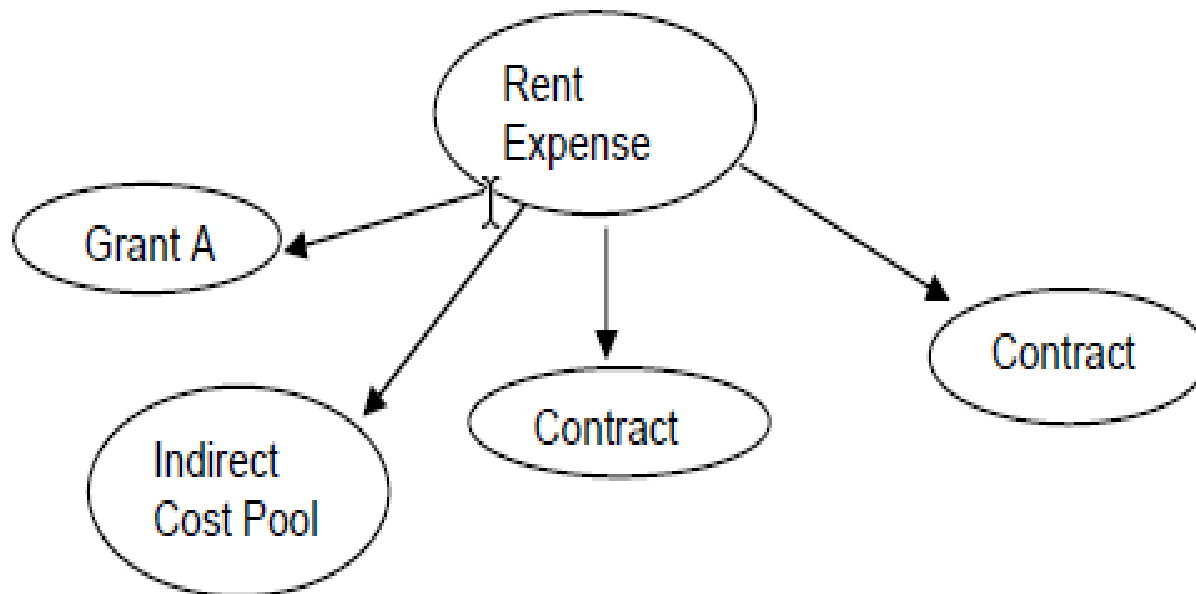 Rent
Expense
Grant A
Contract
Contract
Indirect
Cost Pool